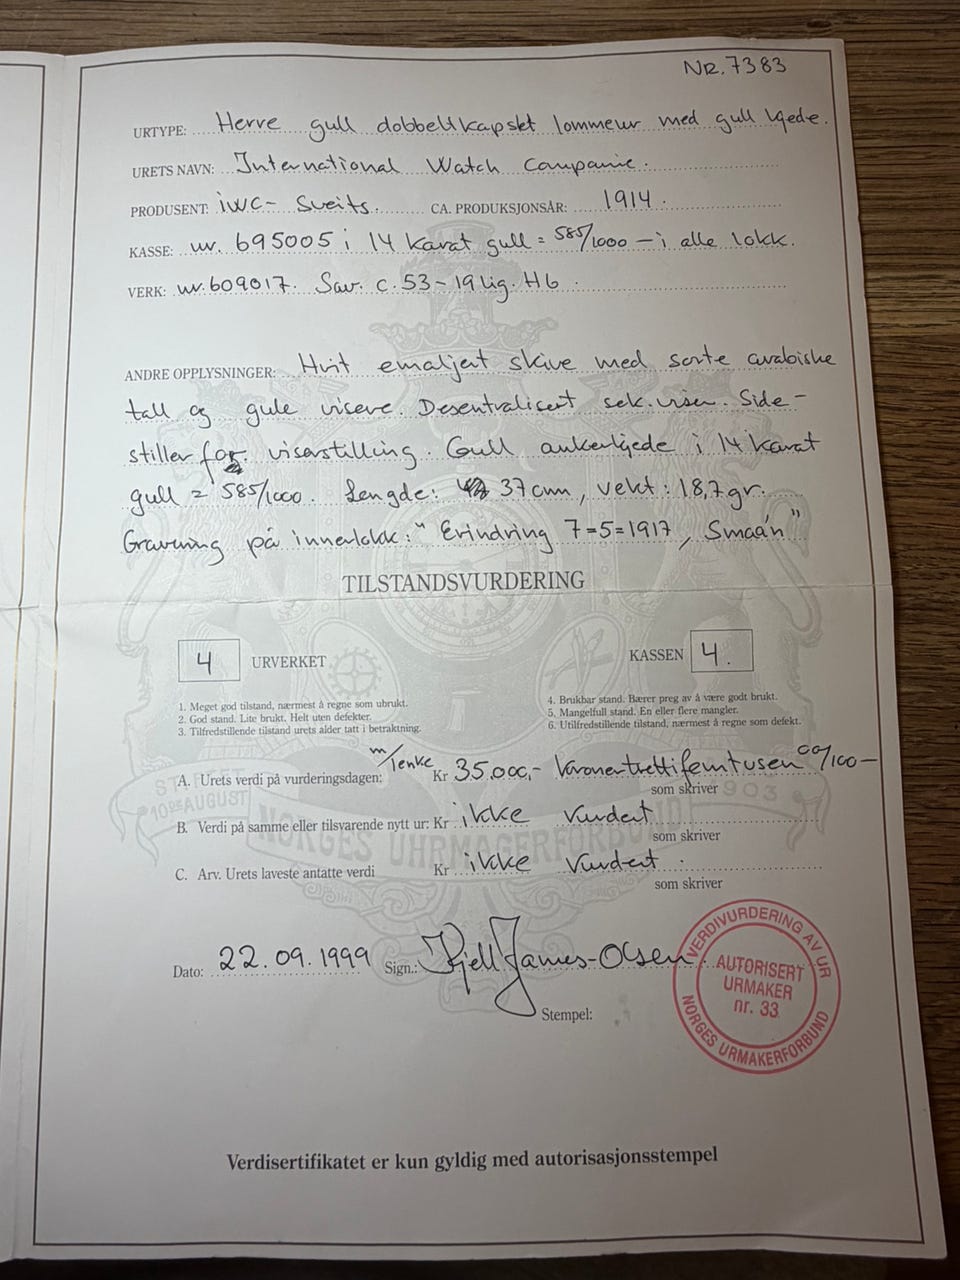 NR. 7383
URTYPE: Herre gull dobbeltkapslet lommeur med gull kjede.
URETS NAVN: International Watch Companie.
PRODUSENT: IWC - Sveits. CA. PRODUKSJONSÅR: 1914.
KASSE: nr. 695005 i 14 karat gull = 585/1000 - i alle lokk.
VERK: nr. 609017. Sav. c. 53 - 19 lig. H6.
ANDRE OPPLYSNINGER: Hvit emaljert skive med sorte arabiske
tall og gule visere. Desentralisert sek.viser. Side-
stiller for viserstilling. Gull ankerkjede i 14 karat
gull = 585/1000. Lengde: 37 cm, vekt: 18,7 gr.
Gravering på innerlokk: "Erindring 7=5=1917, Smaán"
TILSTANDSVURDERING
4 URVERKET
KASSEN 4.
1. Meget god tilstand, nærmest å regne som ubrukt.
2. God stand. Lite brukt. Helt uten defekter.
3. Tilfredstillende tilstand urets alder tatt i betraktning.
4. Brukbar stand. Bærer preg av å være godt brukt.
5. Mangelfull stand. En eller flere mangler.
6. Utilfredstillende tilstand, nærmest å regne som defekt.
m/lenke
A. Urets verdi på vurderingsdagen: Kr 35.000,- Kronertrettifemtusen 00/100-
som skriver
B. Verdi på samme eller tilsvarende nytt ur: Kr ikke vurdert
som skriver
C. Arv. Urets laveste antatte verdi Kr ikke vurdert.
som skriver
10DE AUGUST 1903
NORGES URMAKERFORBUND
Dato: 22.09.1999 Sign.: Kjell James-Olsen
Stempel:
VERDIVURDERING AV UR
AUTORISERT
URMAKER
nr. 33
NORGES URMAKERFORBUND
Verdisertifikatet er kun gyldig med autorisasjonsstempel